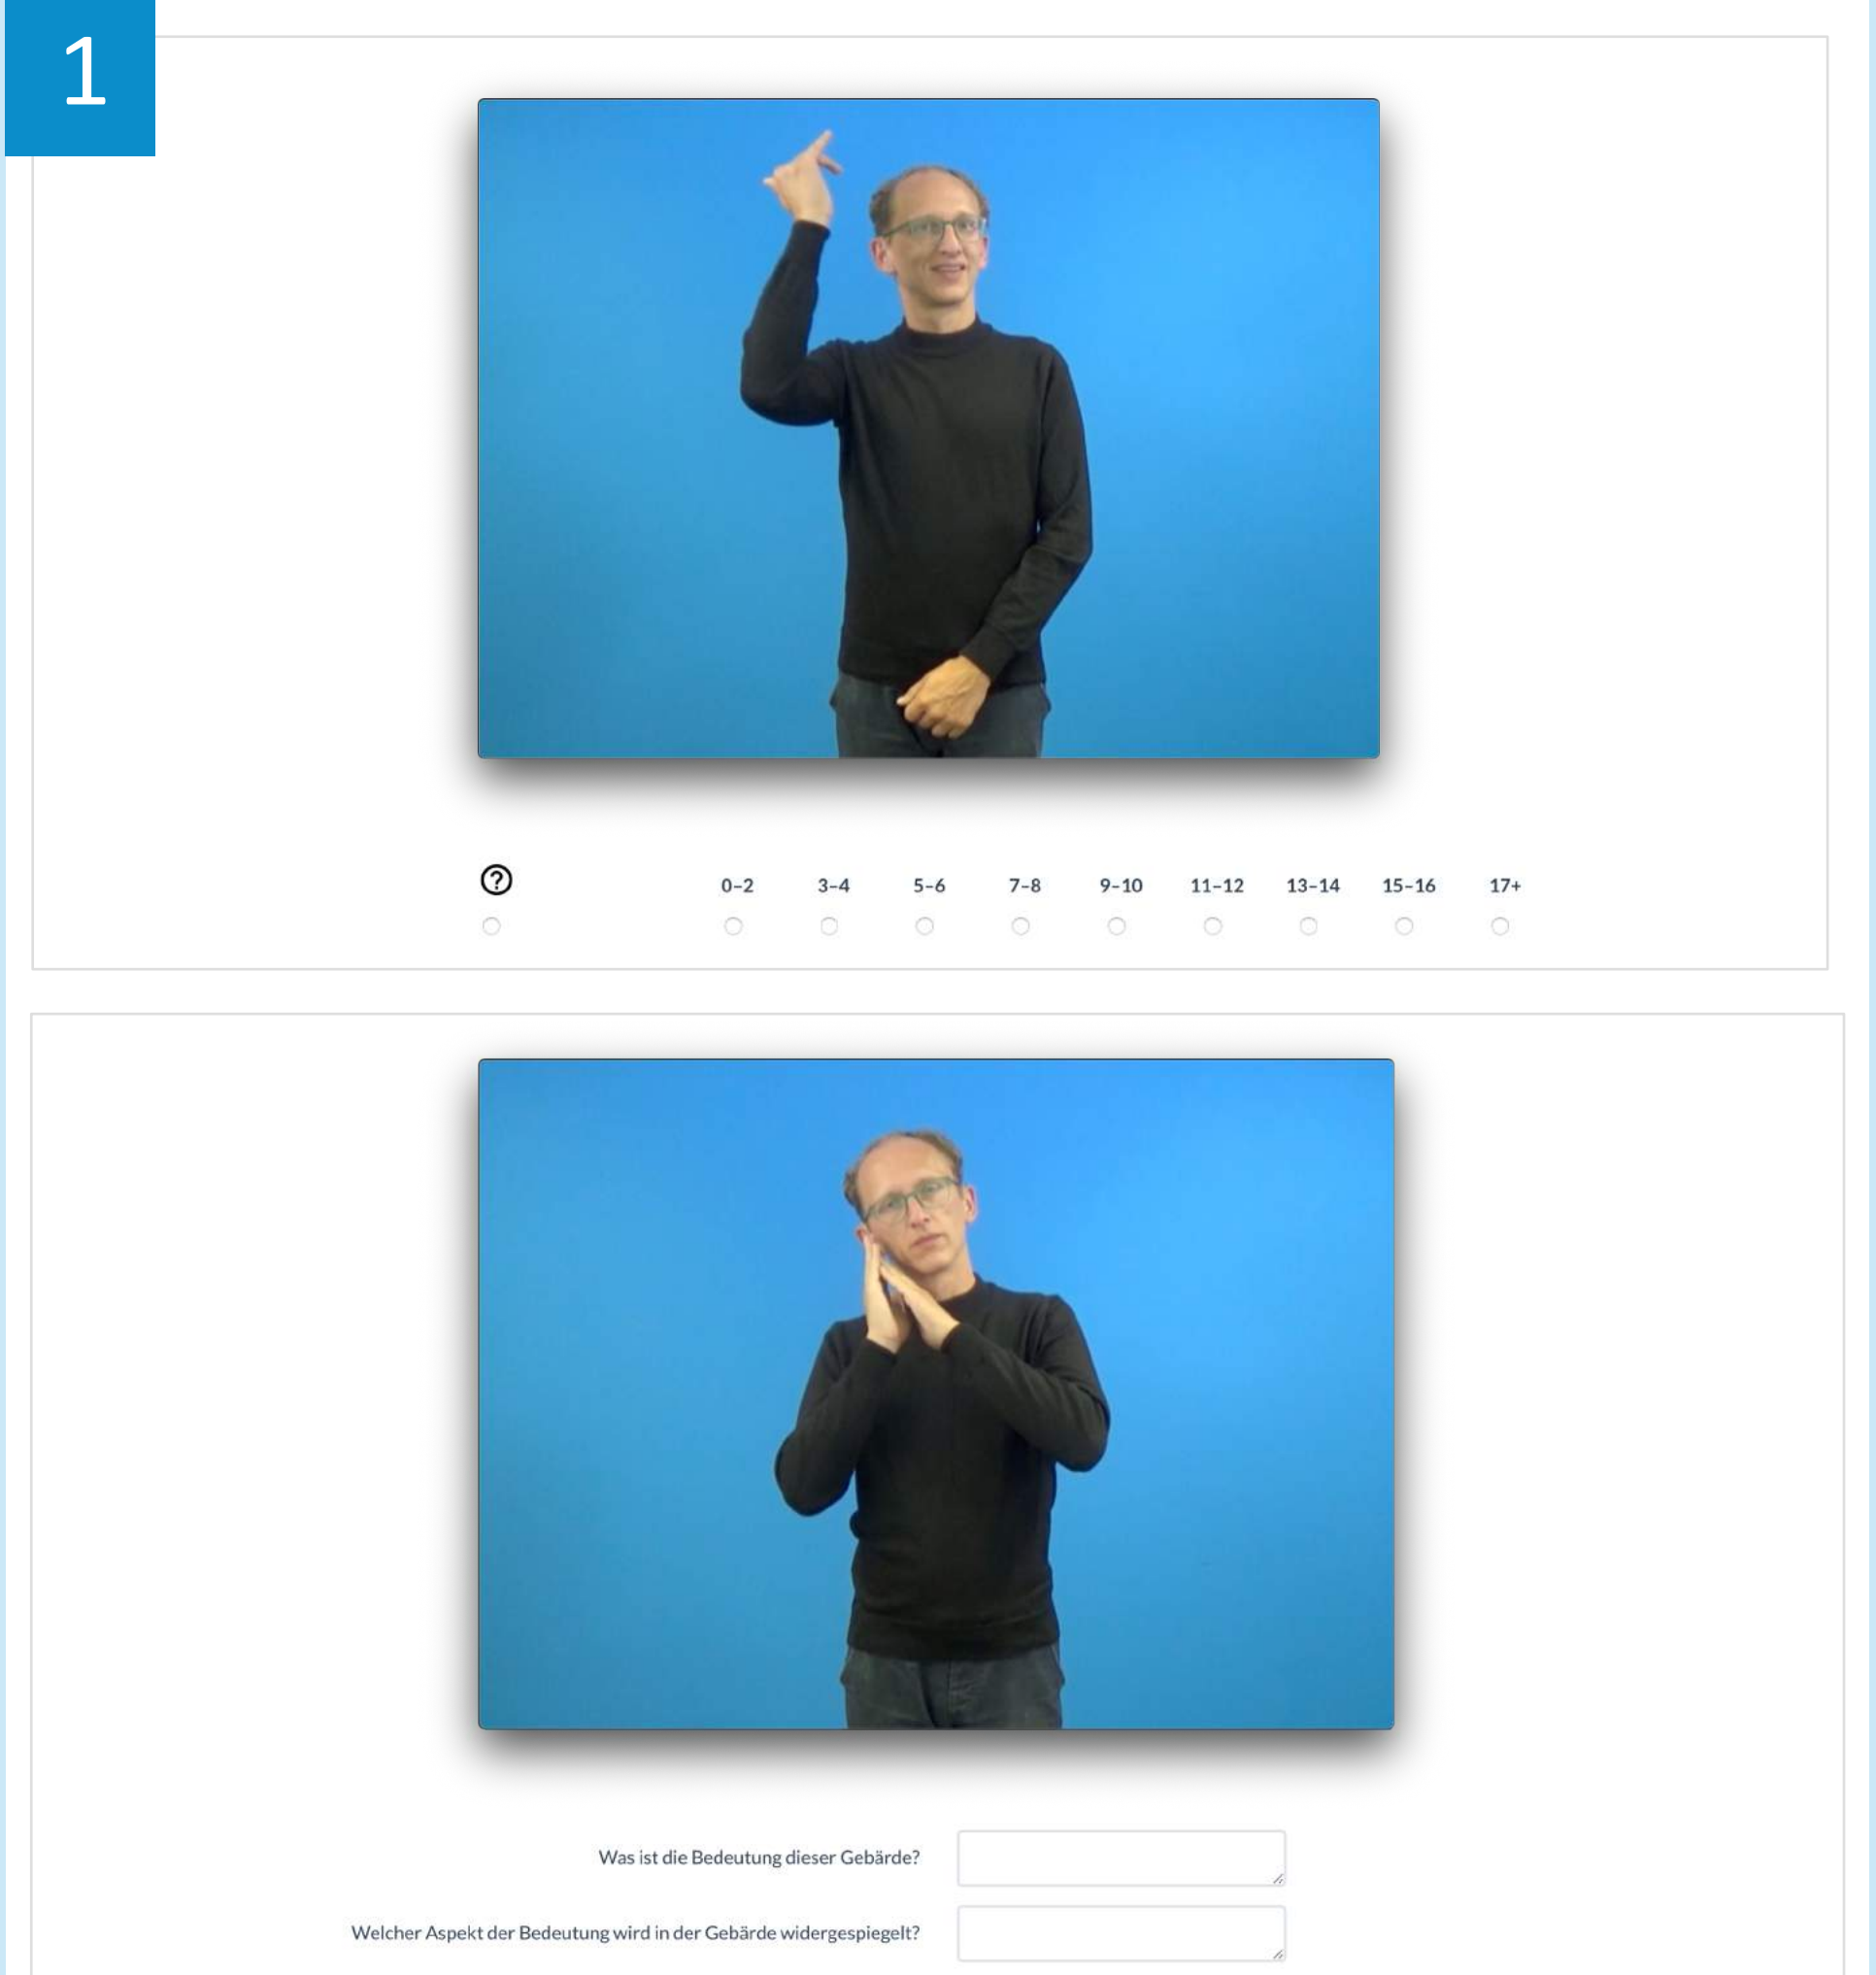 1
?
0–2 3–4 5–6 7–8 9–10 11–12 13–14 15–16 17+
Was ist die Bedeutung dieser Gebärde?
Welcher Aspekt der Bedeutung wird in der Gebärde widergespiegelt?